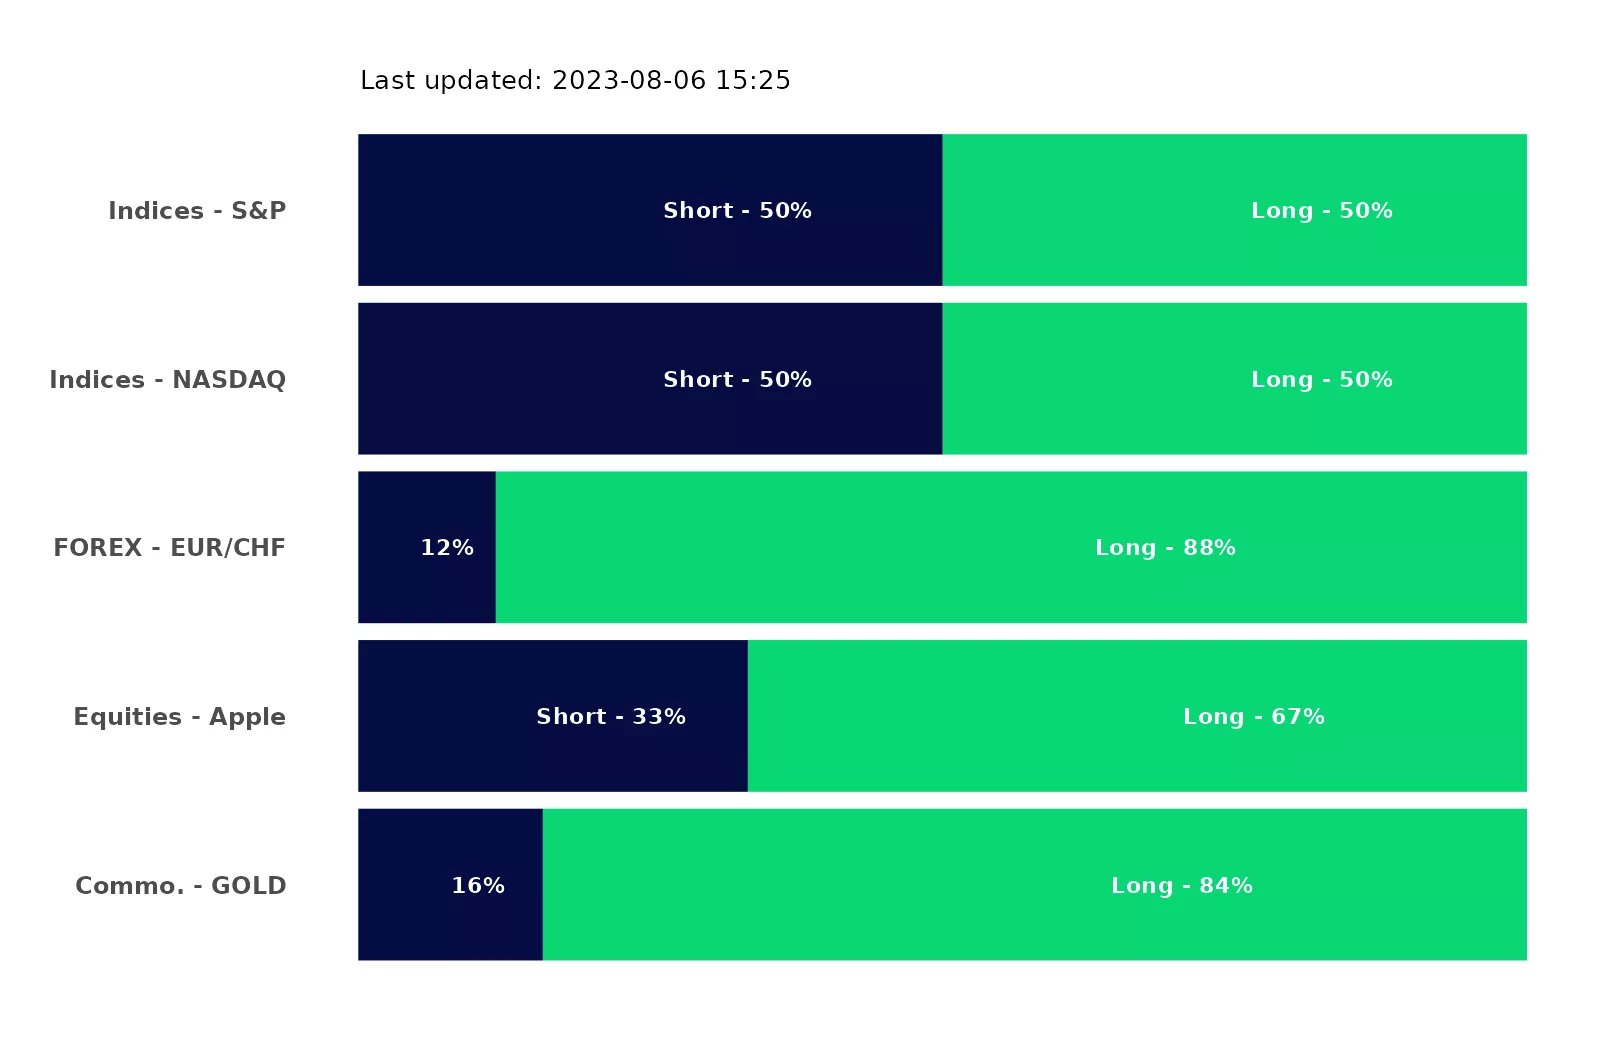 Last updated: 2023-08-06 15:25
Indices - S&P Short - 50% Long - 50%
Indices - NASDAQ Short - 50% Long - 50%
FOREX - EUR/CHF 12% Long - 88%
Equities - Apple Short - 33% Long - 67%
Commo. - GOLD 16% Long - 84%